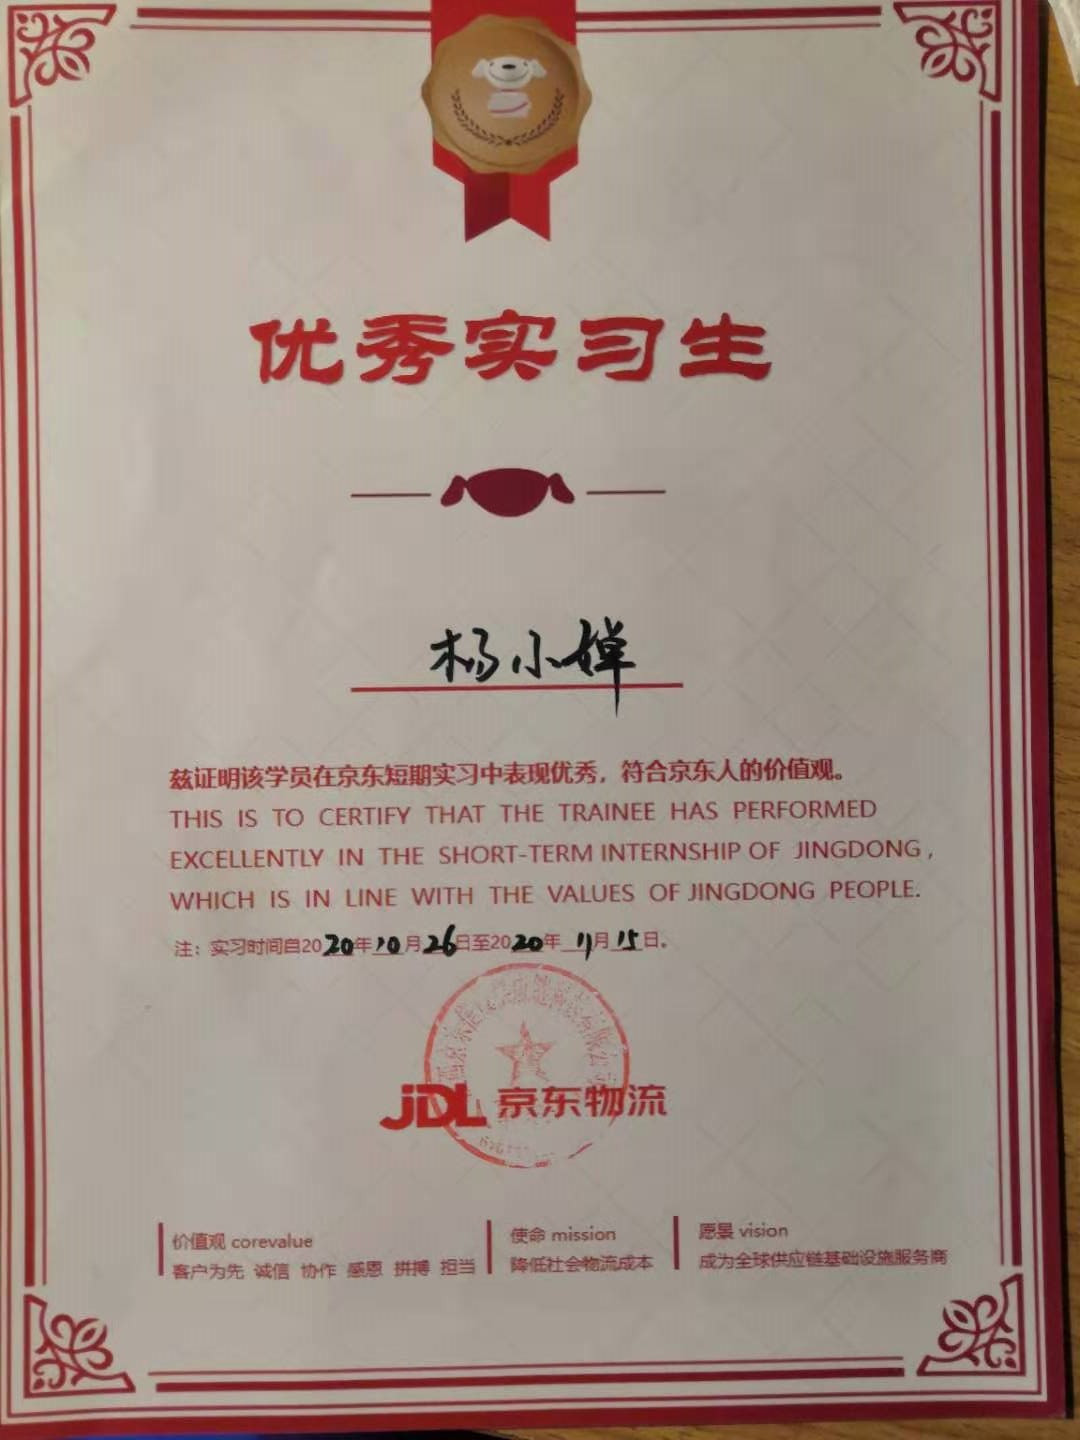 优秀实习生
杨小婵
兹证明该学员在京东短期实习中表现优秀，符合京东人的价值观。
THIS IS TO CERTIFY THAT THE TRAINEE HAS PERFORMED
EXCELLENTLY IN THE SHORT-TERM INTERNSHIP OF JINGDONG,
WHICH IS IN LINE WITH THE VALUES OF JINGDONG PEOPLE.
注：实习时间自2020年10月26日至2020年11月15日。
JDL 京东物流
价值观 corevalue
客户为先 诚信 协作 感恩 拼搏 担当
使命 mission
降低社会物流成本
愿景 vision
成为全球供应链基础设施服务商